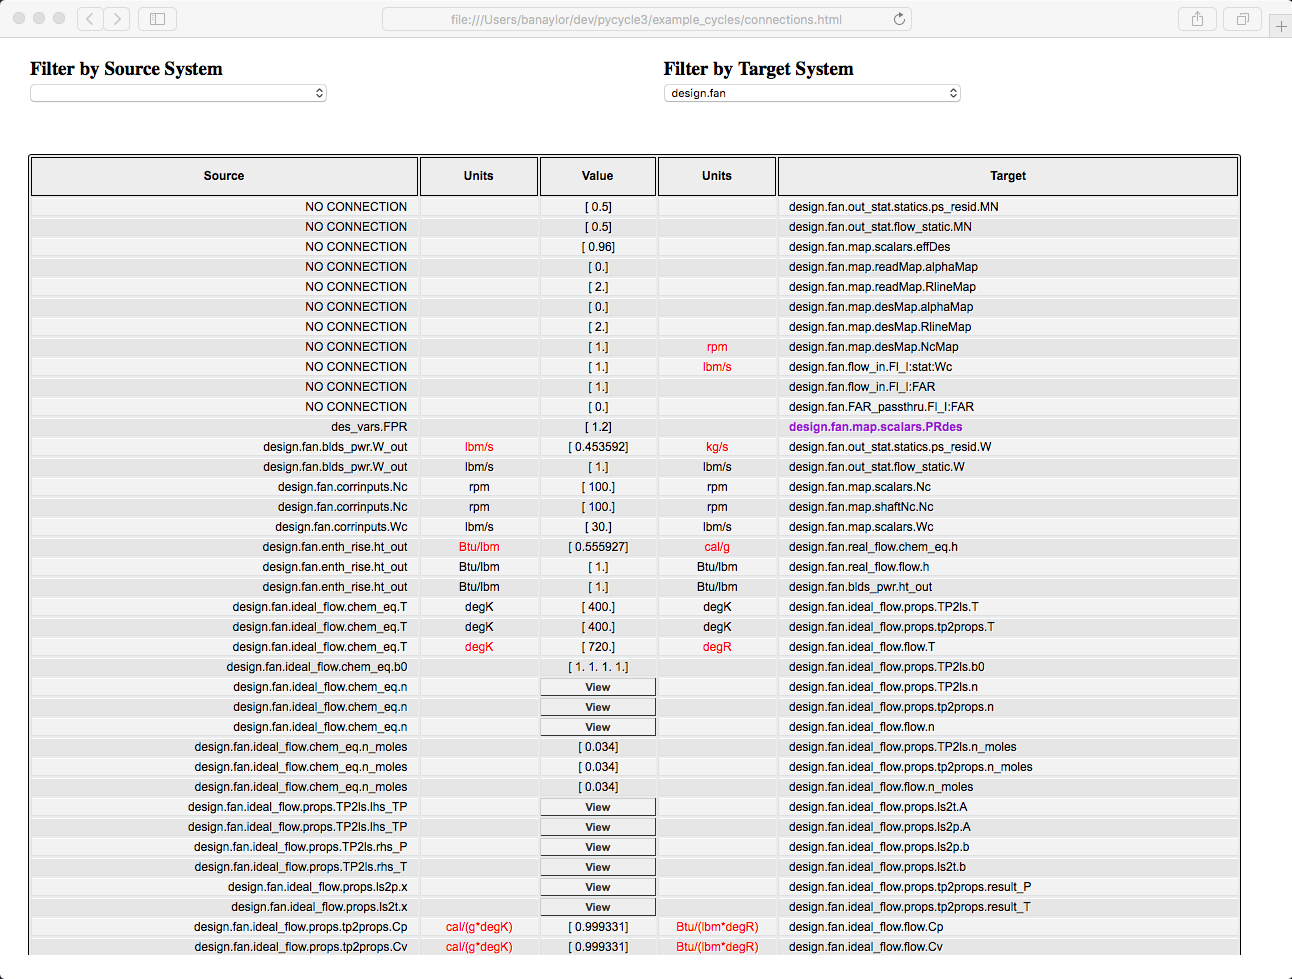 file:///Users/banaylor/dev/pycycle3/example_cycles/connections.html
Filter by Source System Filter by Target System
design.fan
Source Units Value Units Target
NO CONNECTION [ 0.5] design.fan.out_stat.statics.ps_resid.MN
NO CONNECTION [ 0.5] design.fan.out_stat.flow_static.MN
NO CONNECTION [ 0.96] design.fan.map.scalars.effDes
NO CONNECTION [ 0.] design.fan.map.readMap.alphaMap
NO CONNECTION [ 2.] design.fan.map.readMap.RlineMap
NO CONNECTION [ 0.] design.fan.map.desMap.alphaMap
NO CONNECTION [ 2.] design.fan.map.desMap.RlineMap
NO CONNECTION [ 1.] rpm design.fan.map.desMap.NcMap
NO CONNECTION [ 1.] lbm/s design.fan.flow_in.Fl_I:stat:Wc
NO CONNECTION [ 1.] design.fan.flow_in.Fl_I:FAR
NO CONNECTION [ 0.] design.fan.FAR_passthru.Fl_I:FAR
des_vars.FPR [ 1.2] design.fan.map.scalars.PRdes
design.fan.blds_pwr.W_out lbm/s [ 0.453592] kg/s design.fan.out_stat.statics.ps_resid.W
design.fan.blds_pwr.W_out lbm/s [ 1.] lbm/s design.fan.out_stat.flow_static.W
design.fan.corrinputs.Nc rpm [ 100.] rpm design.fan.map.scalars.Nc
design.fan.corrinputs.Nc rpm [ 100.] rpm design.fan.map.shaftNc.Nc
design.fan.corrinputs.Wc lbm/s [ 30.] lbm/s design.fan.map.scalars.Wc
design.fan.enth_rise.ht_out Btu/lbm [ 0.555927] cal/g design.fan.real_flow.chem_eq.h
design.fan.enth_rise.ht_out Btu/lbm [ 1.] Btu/lbm design.fan.real_flow.flow.h
design.fan.enth_rise.ht_out Btu/lbm [ 1.] Btu/lbm design.fan.blds_pwr.ht_out
design.fan.ideal_flow.chem_eq.T degK [ 400.] degK design.fan.ideal_flow.props.TP2ls.T
design.fan.ideal_flow.chem_eq.T degK [ 400.] degK design.fan.ideal_flow.props.tp2props.T
design.fan.ideal_flow.chem_eq.T degK [ 720.] degR design.fan.ideal_flow.flow.T
design.fan.ideal_flow.chem_eq.b0 [ 1. 1. 1. 1.] design.fan.ideal_flow.props.TP2ls.b0
design.fan.ideal_flow.chem_eq.n View design.fan.ideal_flow.props.TP2ls.n
design.fan.ideal_flow.chem_eq.n View design.fan.ideal_flow.props.tp2props.n
design.fan.ideal_flow.chem_eq.n View design.fan.ideal_flow.flow.n
design.fan.ideal_flow.chem_eq.n_moles [ 0.034] design.fan.ideal_flow.props.TP2ls.n_moles
design.fan.ideal_flow.chem_eq.n_moles [ 0.034] design.fan.ideal_flow.props.tp2props.n_moles
design.fan.ideal_flow.chem_eq.n_moles [ 0.034] design.fan.ideal_flow.flow.n_moles
design.fan.ideal_flow.props.TP2ls.lhs_TP View design.fan.ideal_flow.props.ls2t.A
design.fan.ideal_flow.props.TP2ls.lhs_TP View design.fan.ideal_flow.props.ls2p.A
design.fan.ideal_flow.props.TP2ls.rhs_P View design.fan.ideal_flow.props.ls2p.b
design.fan.ideal_flow.props.TP2ls.rhs_T View design.fan.ideal_flow.props.ls2t.b
design.fan.ideal_flow.props.ls2p.x View design.fan.ideal_flow.props.tp2props.result_P
design.fan.ideal_flow.props.ls2t.x View design.fan.ideal_flow.props.tp2props.result_T
design.fan.ideal_flow.props.tp2props.Cp cal/(g*degK) [ 0.999331] Btu/(lbm*degR) design.fan.ideal_flow.flow.Cp
design.fan.ideal_flow.props.tp2props.Cv cal/(g*degK) [ 0.999331] Btu/(lbm*degR) design.fan.ideal_flow.flow.Cv